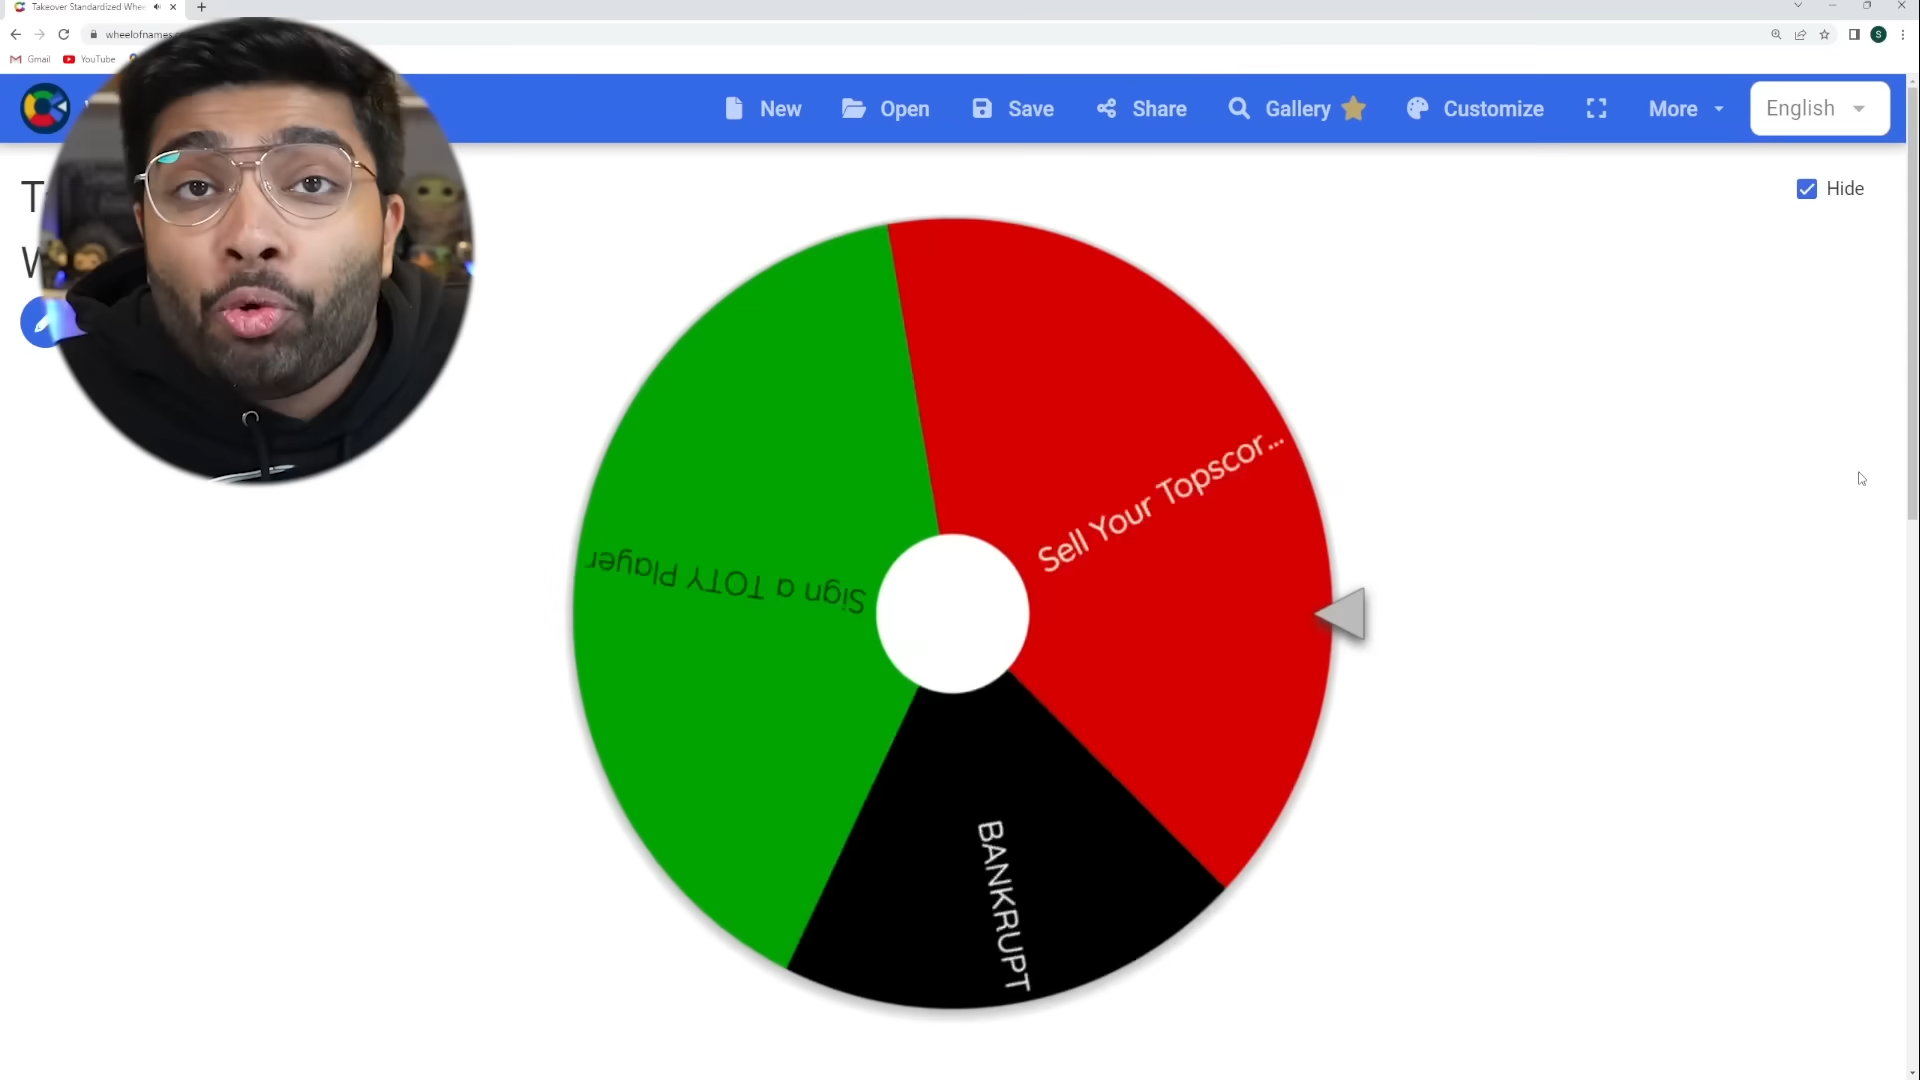 Takeover Standardized Whe
wheelofnames.
Gmail
YouTube
New
Open
Save
Share
Gallery
Customize
More
English
S
Hide
T
W
Sell Your Topscor...
Sign a TOTY Player
BANKRUPT